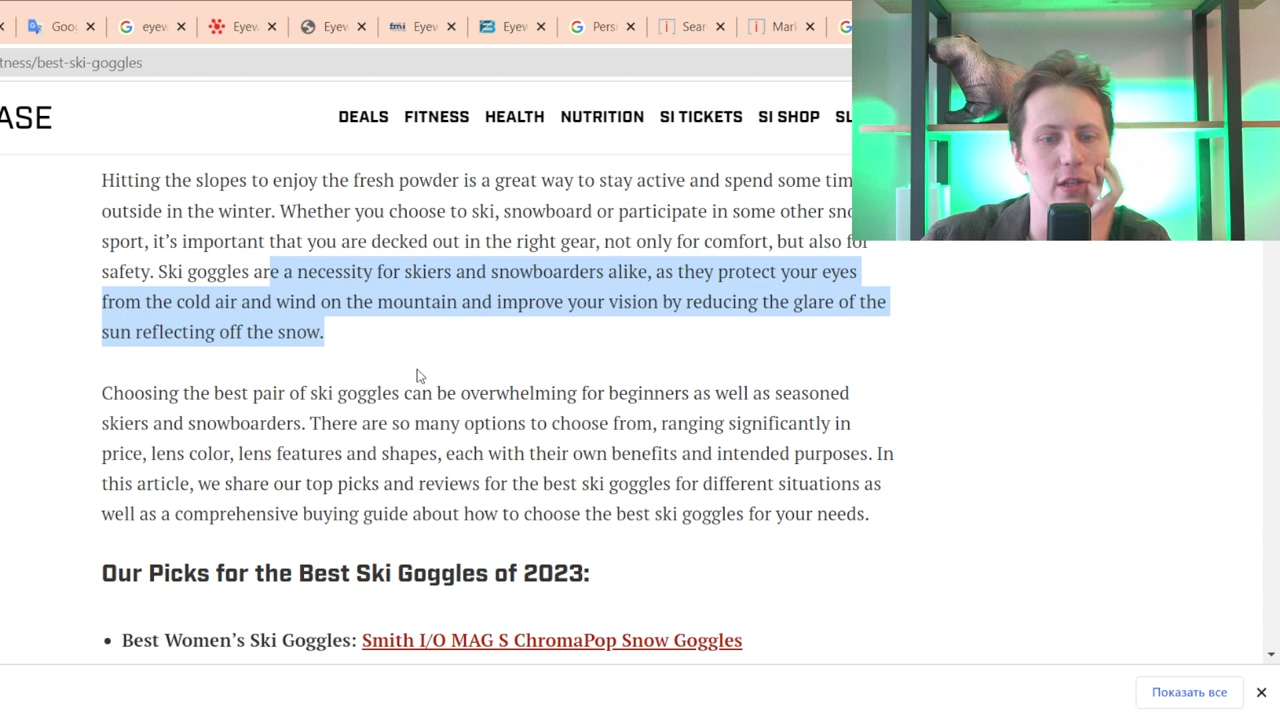 Goog
eyew
Eyew
Eyew
fmi Eyew
Eyew
Persi
Sear
Mark
tness/best-ski-goggles
ASE
DEALS FITNESS HEALTH NUTRITION SI TICKETS SI SHOP SL
Hitting the slopes to enjoy the fresh powder is a great way to stay active and spend some tim
outside in the winter. Whether you choose to ski, snowboard or participate in some other sno
sport, it’s important that you are decked out in the right gear, not only for comfort, but also for
safety. Ski goggles are a necessity for skiers and snowboarders alike, as they protect your eyes
from the cold air and wind on the mountain and improve your vision by reducing the glare of the
sun reflecting off the snow.
Choosing the best pair of ski goggles can be overwhelming for beginners as well as seasoned
skiers and snowboarders. There are so many options to choose from, ranging significantly in
price, lens color, lens features and shapes, each with their own benefits and intended purposes. In
this article, we share our top picks and reviews for the best ski goggles for different situations as
well as a comprehensive buying guide about how to choose the best ski goggles for your needs.
Our Picks for the Best Ski Goggles of 2023:
• Best Women’s Ski Goggles: Smith I/O MAG S ChromaPop Snow Goggles
Показать все